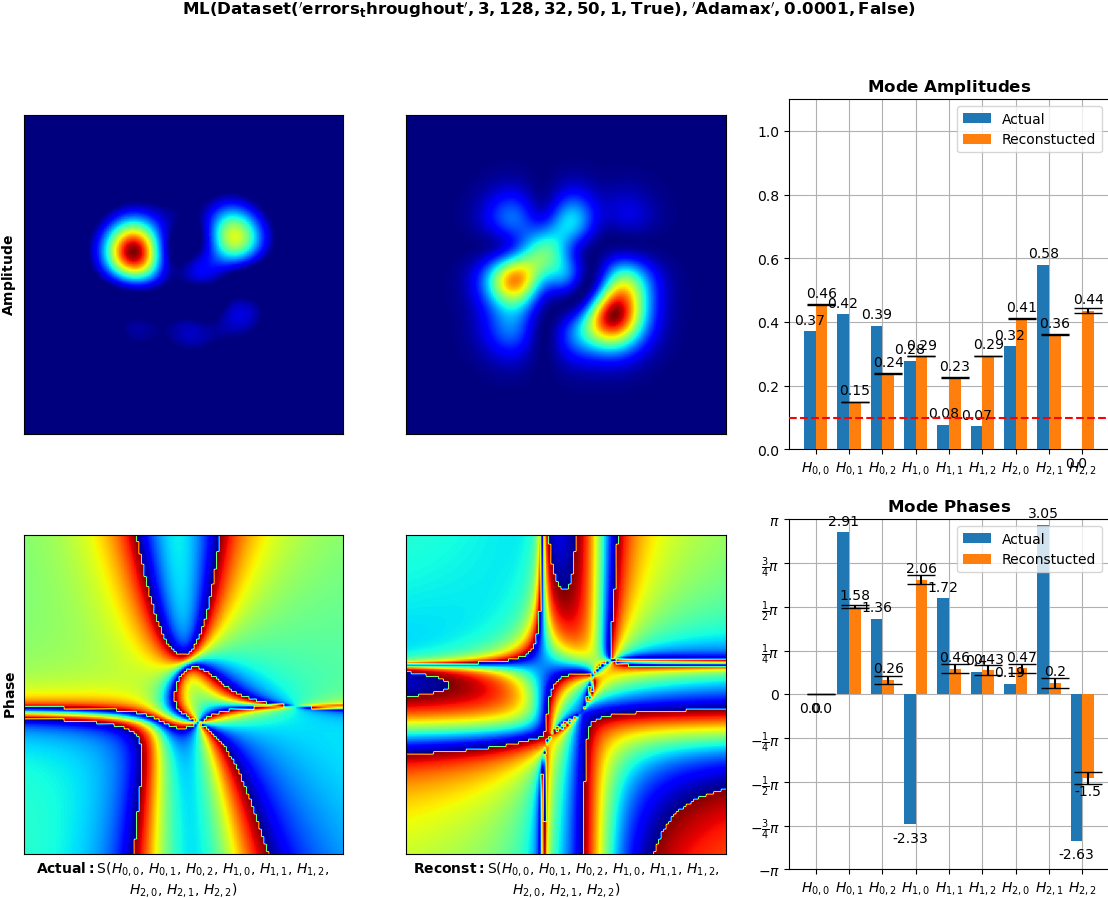 ML(Dataset('errors_throughout', 3, 128, 32, 50, 1, True), 'Adamax', 0.0001, False)
Amplitude
Mode Amplitudes
Actual
Reconstucted
1.0
0.8
0.6
0.4
0.2
0.0
0.37
0.46
0.42
0.15
0.39
0.24
0.28
0.29
0.08
0.23
0.07
0.29
0.32
0.41
0.58
0.36
0.0
0.44
H0,0 H0,1 H0,2 H1,0 H1,1 H1,2 H2,0 H2,1 H2,2
Phase
Mode Phases
Actual
Reconstucted
π
3/4π
1/2π
1/4π
0
−1/4π
−1/2π
−3/4π
−π
0.0
0.0
2.91
1.58
1.36
0.26
-2.33
2.06
1.72
0.46
0.43
0.19
0.47
3.05
0.2
-2.63
-1.5
H0,0 H0,1 H0,2 H1,0 H1,1 H1,2 H2,0 H2,1 H2,2
Actual: S(H0,0, H0,1, H0,2, H1,0, H1,1, H1,2,
H2,0, H2,1, H2,2)
Reconst: S(H0,0, H0,1, H0,2, H1,0, H1,1, H1,2,
H2,0, H2,1, H2,2)